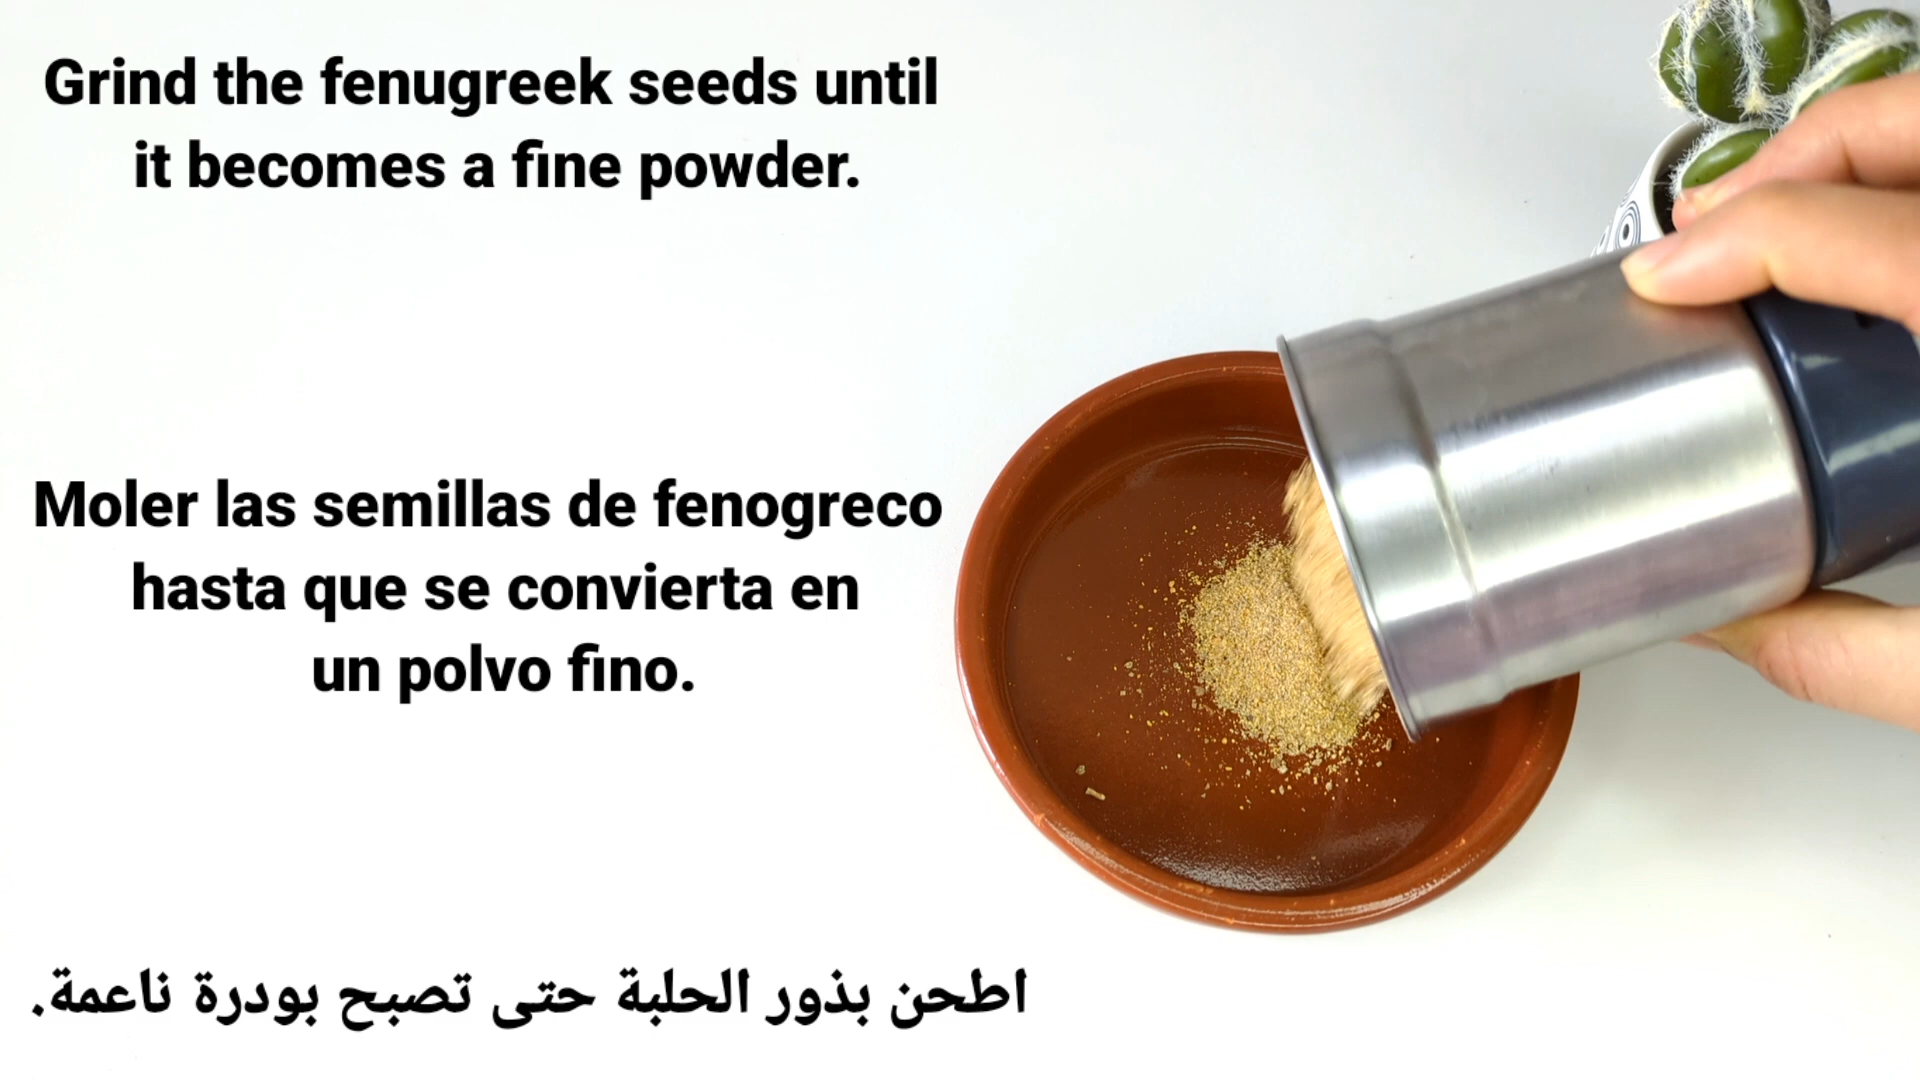 Grind the fenugreek seeds until
it becomes a fine powder.
Moler las semillas de fenogreco
hasta que se convierta en
un polvo fino.
اطحن بذور الحلبة حتى تصبح بودرة ناعمة.